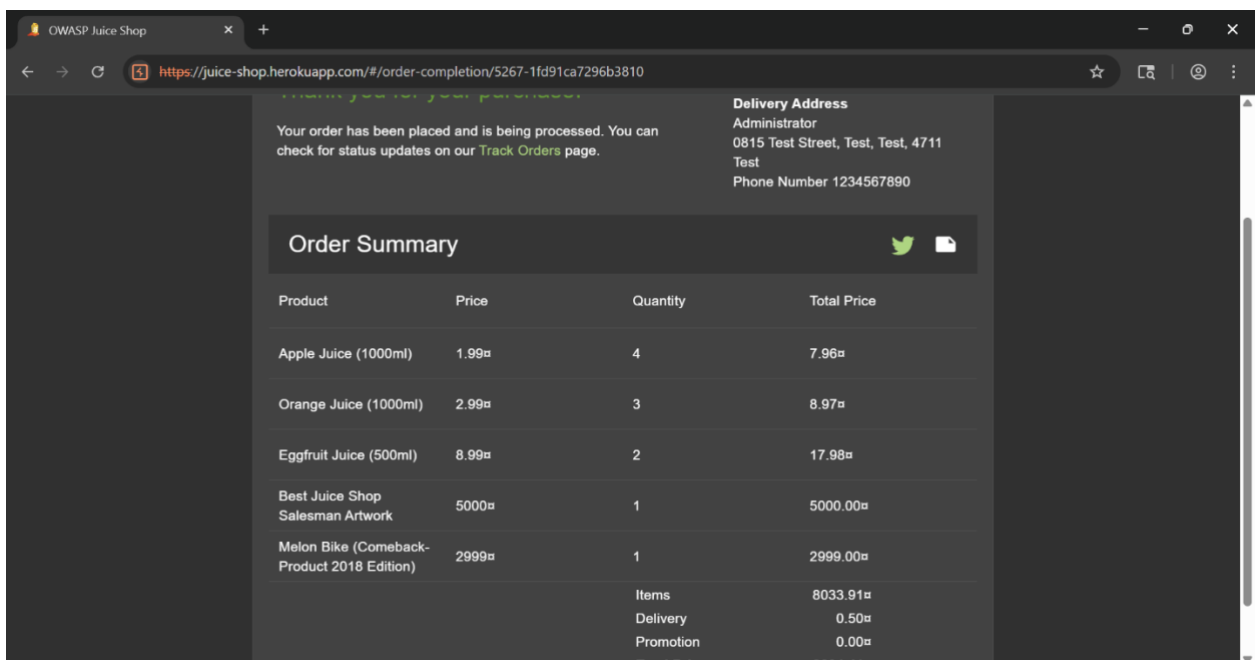 OWASP Juice Shop
https://juice-shop.herokuapp.com/#/order-completion/5267-1fd91ca7296b3810
Thank you for your purchase!
Your order has been placed and is being processed. You can
check for status updates on our Track Orders page.
Delivery Address
Administrator
0815 Test Street, Test, Test, 4711
Test
Phone Number 1234567890
Order Summary
Product Price Quantity Total Price
Apple Juice (1000ml) 1.99¤ 4 7.96¤
Orange Juice (1000ml) 2.99¤ 3 8.97¤
Eggfruit Juice (500ml) 8.99¤ 2 17.98¤
Best Juice Shop
Salesman Artwork 5000¤ 1 5000.00¤
Melon Bike (Comeback-
Product 2018 Edition) 2999¤ 1 2999.00¤
Items 8033.91¤
Delivery 0.50¤
Promotion 0.00¤